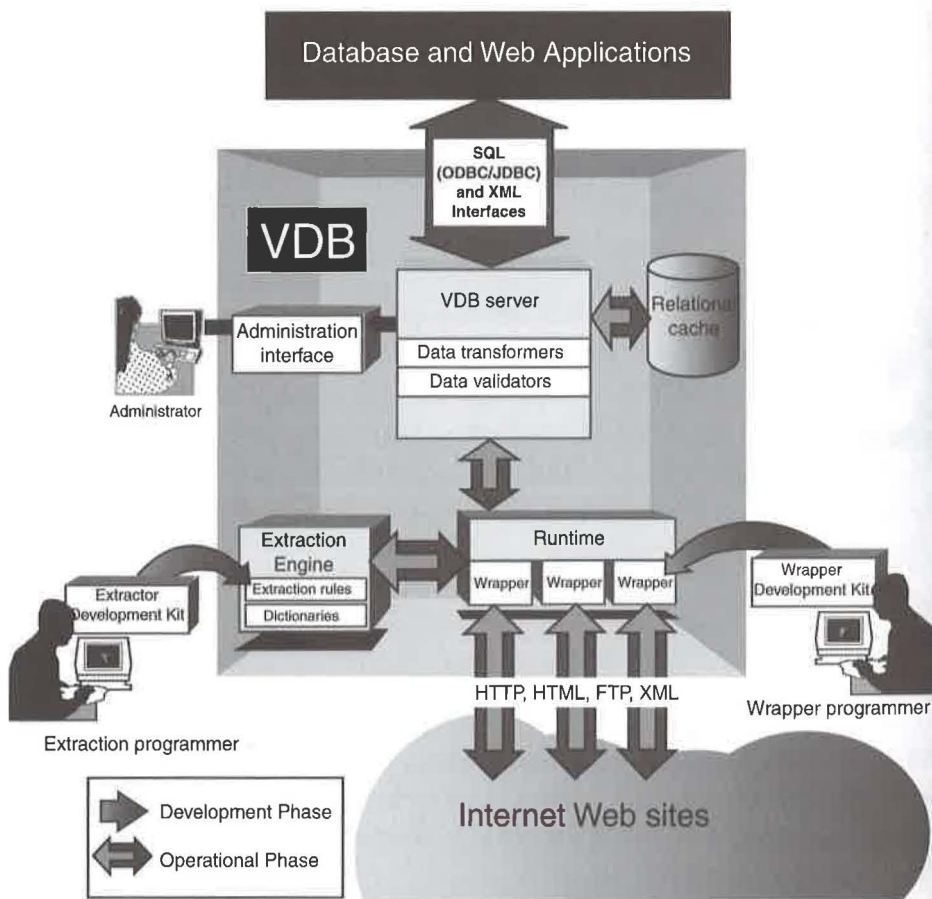 Database and Web Applications
SQL
(ODBC/JDBC)
and XML
Interfaces
VDB
VDB server
Data transformers
Data validators
Relational
cache
Administration
interface
Administrator
Extraction
Engine
Extraction rules
Dictionaries
Runtime
Wrapper
Wrapper
Wrapper
Extractor
Development Kit
Wrapper
Development Kit
HTTP, HTML, FTP, XML
Extraction programmer
Wrapper programmer
Internet Web sites
Development Phase
Operational Phase